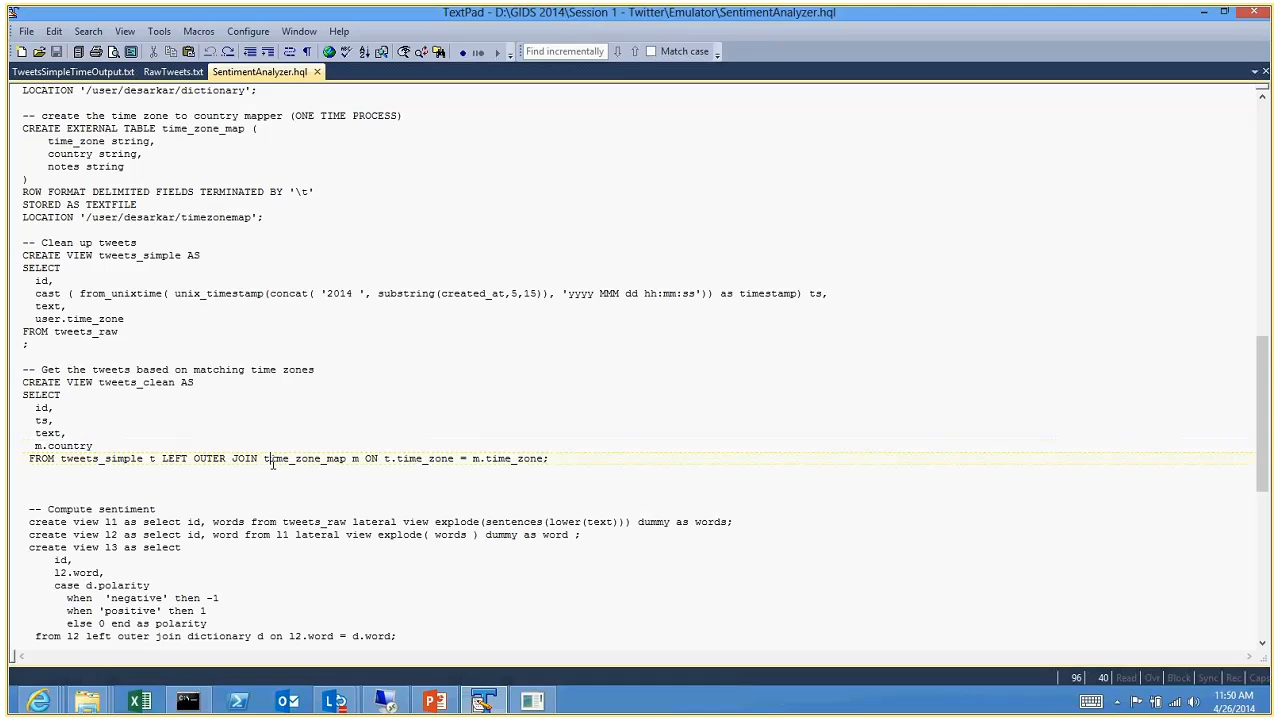 TextPad - D:\GIDS 2014\Session 1 - Twitter\Emulator\SentimentAnalyzer.hql
File Edit Search View Tools Macros Configure Window Help
Find incrementally Match case
TweetsSimpleTimeOutput.txt RawTweets.txt SentimentAnalyzer.hql
LOCATION '/user/desarkar/dictionary';
-- create the time zone to country mapper (ONE TIME PROCESS)
CREATE EXTERNAL TABLE time_zone_map (
time_zone string,
country string,
notes string
)
ROW FORMAT DELIMITED FIELDS TERMINATED BY '\t'
STORED AS TEXTFILE
LOCATION '/user/desarkar/timezonemap';
-- Clean up tweets
CREATE VIEW tweets_simple AS
SELECT
id,
cast ( from_unixtime( unix_timestamp(concat( '2014 ', substring(created_at,5,15)), 'yyyy MMM dd hh:mm:ss')) as timestamp) ts,
text,
user.time_zone
FROM tweets_raw
;
-- Get the tweets based on matching time zones
CREATE VIEW tweets_clean AS
SELECT
id,
ts,
text,
m.country
FROM tweets_simple t LEFT OUTER JOIN time_zone_map m ON t.time_zone = m.time_zone;
-- Compute sentiment
create view l1 as select id, words from tweets_raw lateral view explode(sentences(lower(text))) dummy as words;
create view l2 as select id, word from l1 lateral view explode( words ) dummy as word ;
create view l3 as select
id,
l2.word,
case d.polarity
when 'negative' then -1
when 'positive' then 1
else 0 end as polarity
from l2 left outer join dictionary d on l2.word = d.word;
96 40 Read Ovr Block Sync Rec Caps
11:50 AM
4/26/2014